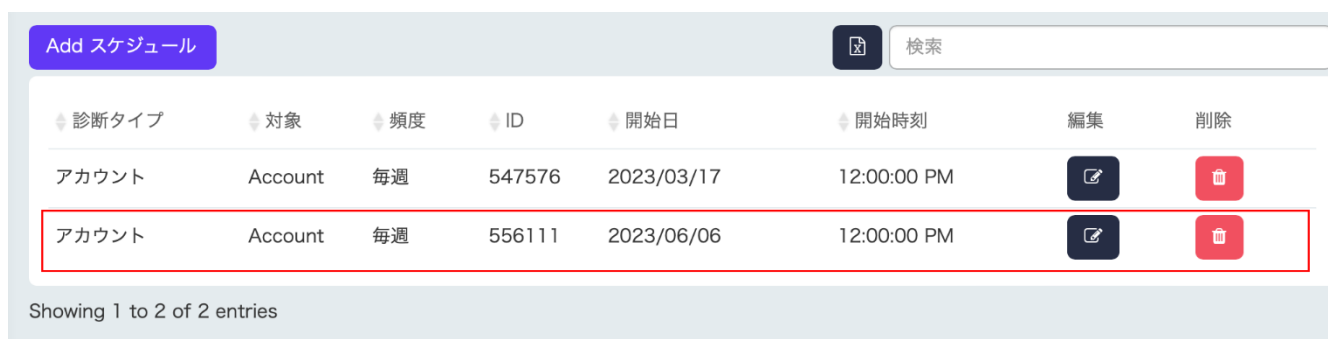 Add スケジュール 検索
診断タイプ 対象 頻度 ID 開始日 開始時刻 編集 削除
アカウント Account 毎週 547576 2023/03/17 12:00:00 PM
アカウント Account 毎週 556111 2023/06/06 12:00:00 PM
Showing 1 to 2 of 2 entries